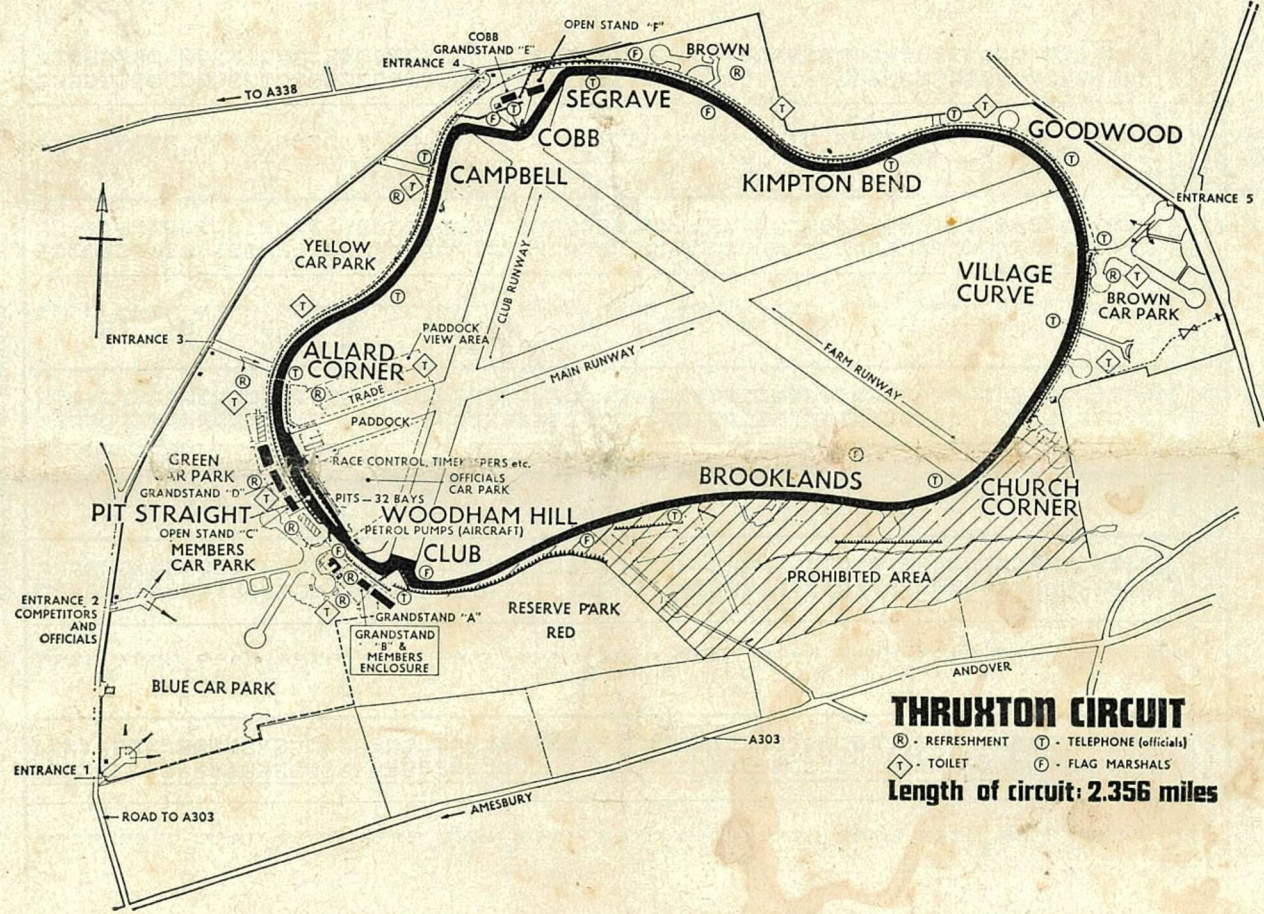 OPEN STAND "F"
COBB
GRANDSTAND "E"
ENTRANCE 4
BROWN
Ⓕ
Ⓡ
TO A338
SEGRAVE
COBB
CAMPBELL
GOODWOOD
KIMPTON BEND
ENTRANCE 5
YELLOW
CAR PARK
CLUB RUNWAY
VILLAGE
CURVE
BROWN
CAR PARK
ENTRANCE 3
PADDOCK
VIEW AREA
ALLARD
CORNER
MAIN RUNWAY
FARM RUNWAY
TRADE
PADDOCK
GREEN
AR PARK
RACE CONTROL, TIMEKEEPERS etc.
OFFICIALS
CAR PARK
GRANDSTAND "D"
PITS – 32 BAYS
PIT STRAIGHT
OPEN STAND "C"
MEMBERS
CAR PARK
WOODHAM HILL
PETROL PUMPS (AIRCRAFT)
CLUB
BROOKLANDS
CHURCH
CORNER
PROHIBITED AREA
ENTRANCE 2
COMPETITORS
AND
OFFICIALS
RESERVE PARK
RED
GRANDSTAND "A"
GRANDSTAND
"B" &
MEMBERS
ENCLOSURE
BLUE CAR PARK
ANDOVER
A303
ENTRANCE 1
AMESBURY
ROAD TO A303
THRUXTON CIRCUIT
Ⓡ - REFRESHMENT Ⓣ - TELEPHONE (officials)
T - TOILET Ⓕ - FLAG MARSHALS
Length of circuit: 2.356 miles